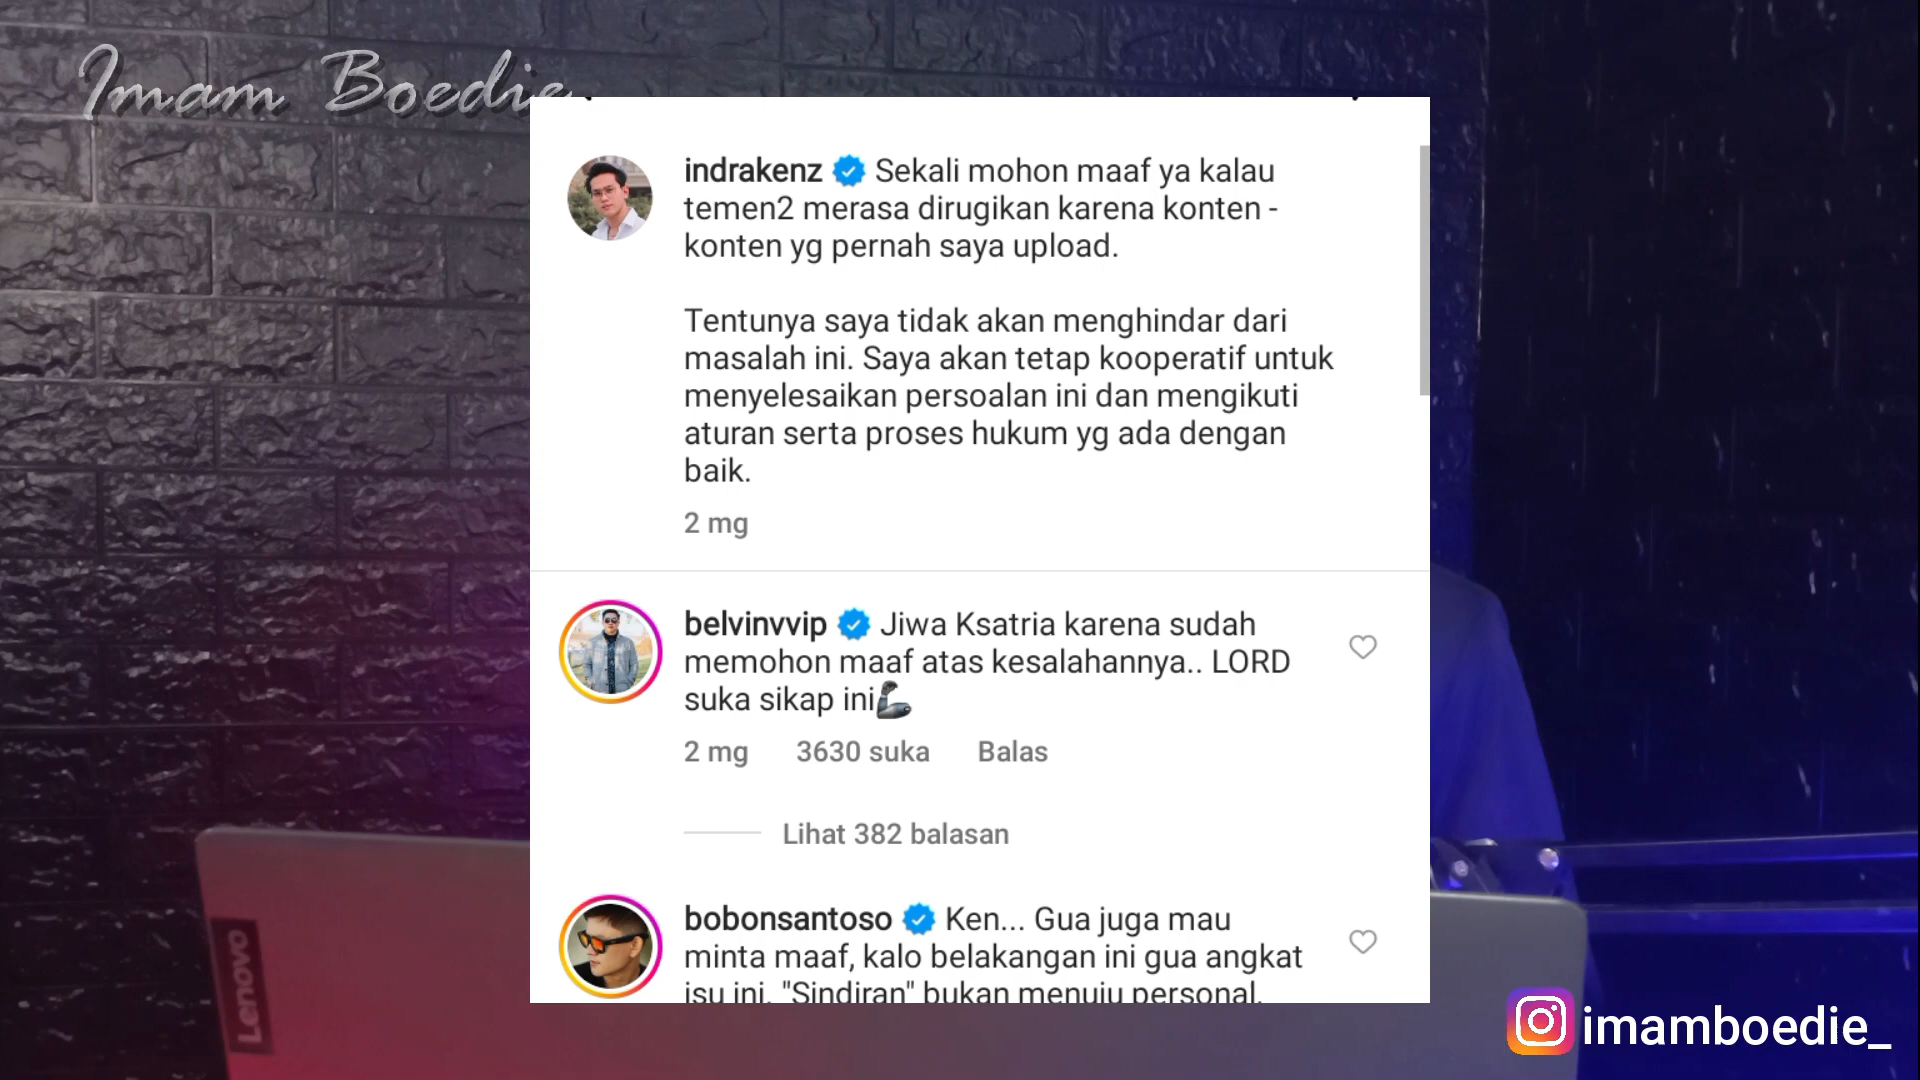 Imam Boedie
indrakenz Sekali mohon maaf ya kalau
temen2 merasa dirugikan karena konten -
konten yg pernah saya upload.
Tentunya saya tidak akan menghindar dari
masalah ini. Saya akan tetap kooperatif untuk
menyelesaikan persoalan ini dan mengikuti
aturan serta proses hukum yg ada dengan
baik.
2 mg
belvinvvip Jiwa Ksatria karena sudah
memohon maaf atas kesalahannya.. LORD
suka sikap ini🦾
2 mg 3630 suka Balas
Lihat 382 balasan
bobonsantoso Ken... Gua juga mau
minta maaf, kalo belakangan ini gua angkat
isu ini. "Sindiran" bukan menuju personal.
Lenovo
imamboedie_